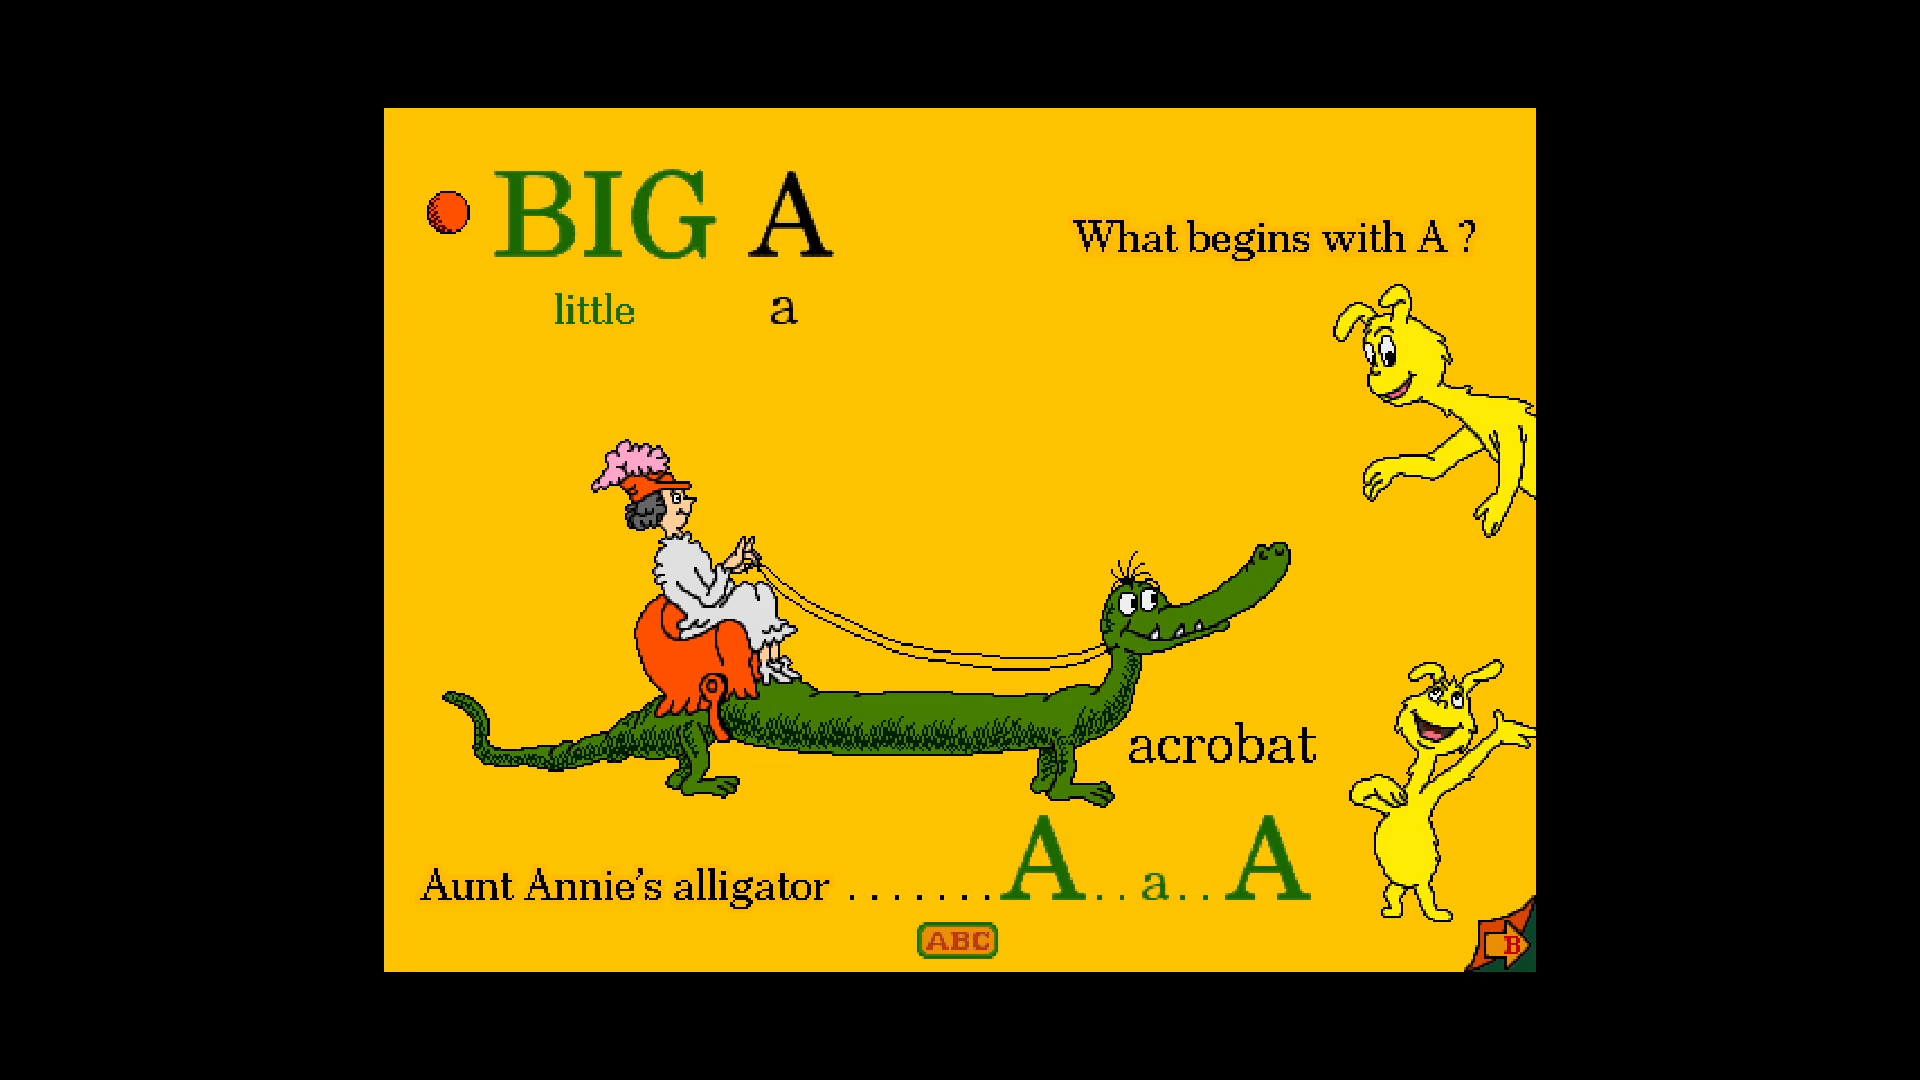 BIG A
little a
What begins with A ?
acrobat
Aunt Annie's alligator . . . . . . . A . . a . . A
ABC
B